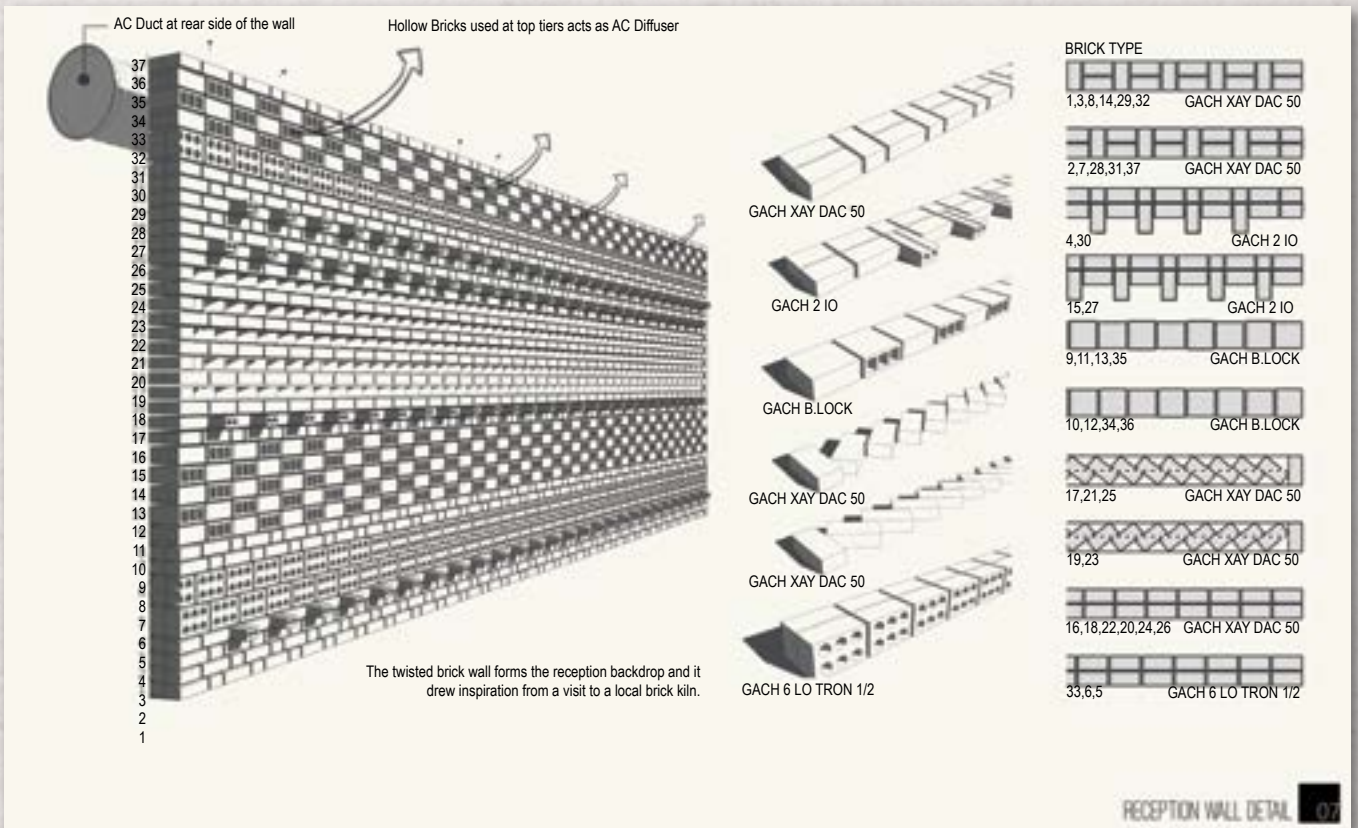 AC Duct at rear side of the wall
Hollow Bricks used at top tiers acts as AC Diffuser
37
36
35
34
33
32
31
30
29
28
27
26
25
24
23
22
21
20
19
18
17
16
15
14
13
12
11
10
9
8
7
6
5
4
3
2
1
The twisted brick wall forms the reception backdrop and it
drew inspiration from a visit to a local brick kiln.
GACH XAY DAC 50
GACH 2 IO
GACH B.LOCK
GACH XAY DAC 50
GACH XAY DAC 50
GACH 6 LO TRON 1/2
BRICK TYPE
1,3,8,14,29,32 GACH XAY DAC 50
2,7,28,31,37 GACH XAY DAC 50
4,30 GACH 2 IO
15,27 GACH 2 IO
9,11,13,35 GACH B.LOCK
10,12,34,36 GACH B.LOCK
17,21,25 GACH XAY DAC 50
19,23 GACH XAY DAC 50
16,18,22,20,24,26 GACH XAY DAC 50
33,6,5 GACH 6 LO TRON 1/2
RECEPTION WALL DETAIL 07